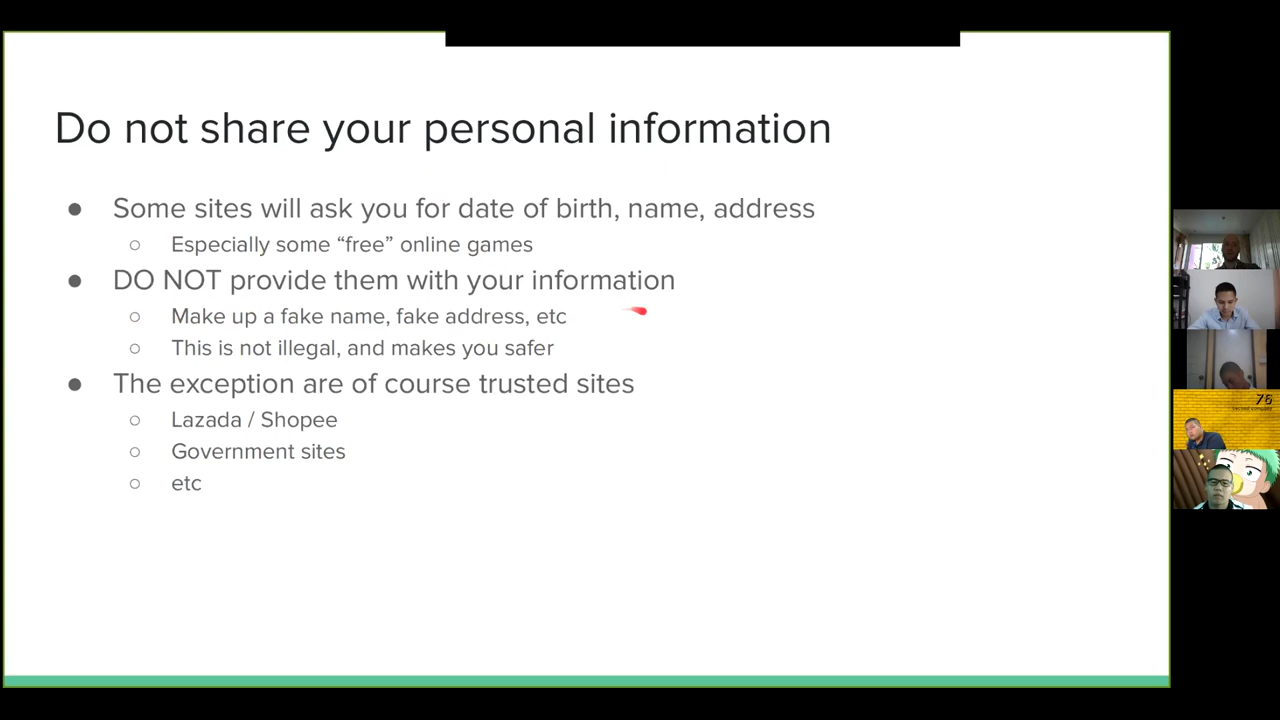 Do not share your personal information
● Some sites will ask you for date of birth, name, address
○ Especially some “free” online games
● DO NOT provide them with your information
○ Make up a fake name, fake address, etc
○ This is not illegal, and makes you safer
● The exception are of course trusted sites
○ Lazada / Shopee
○ Government sites
○ etc
76